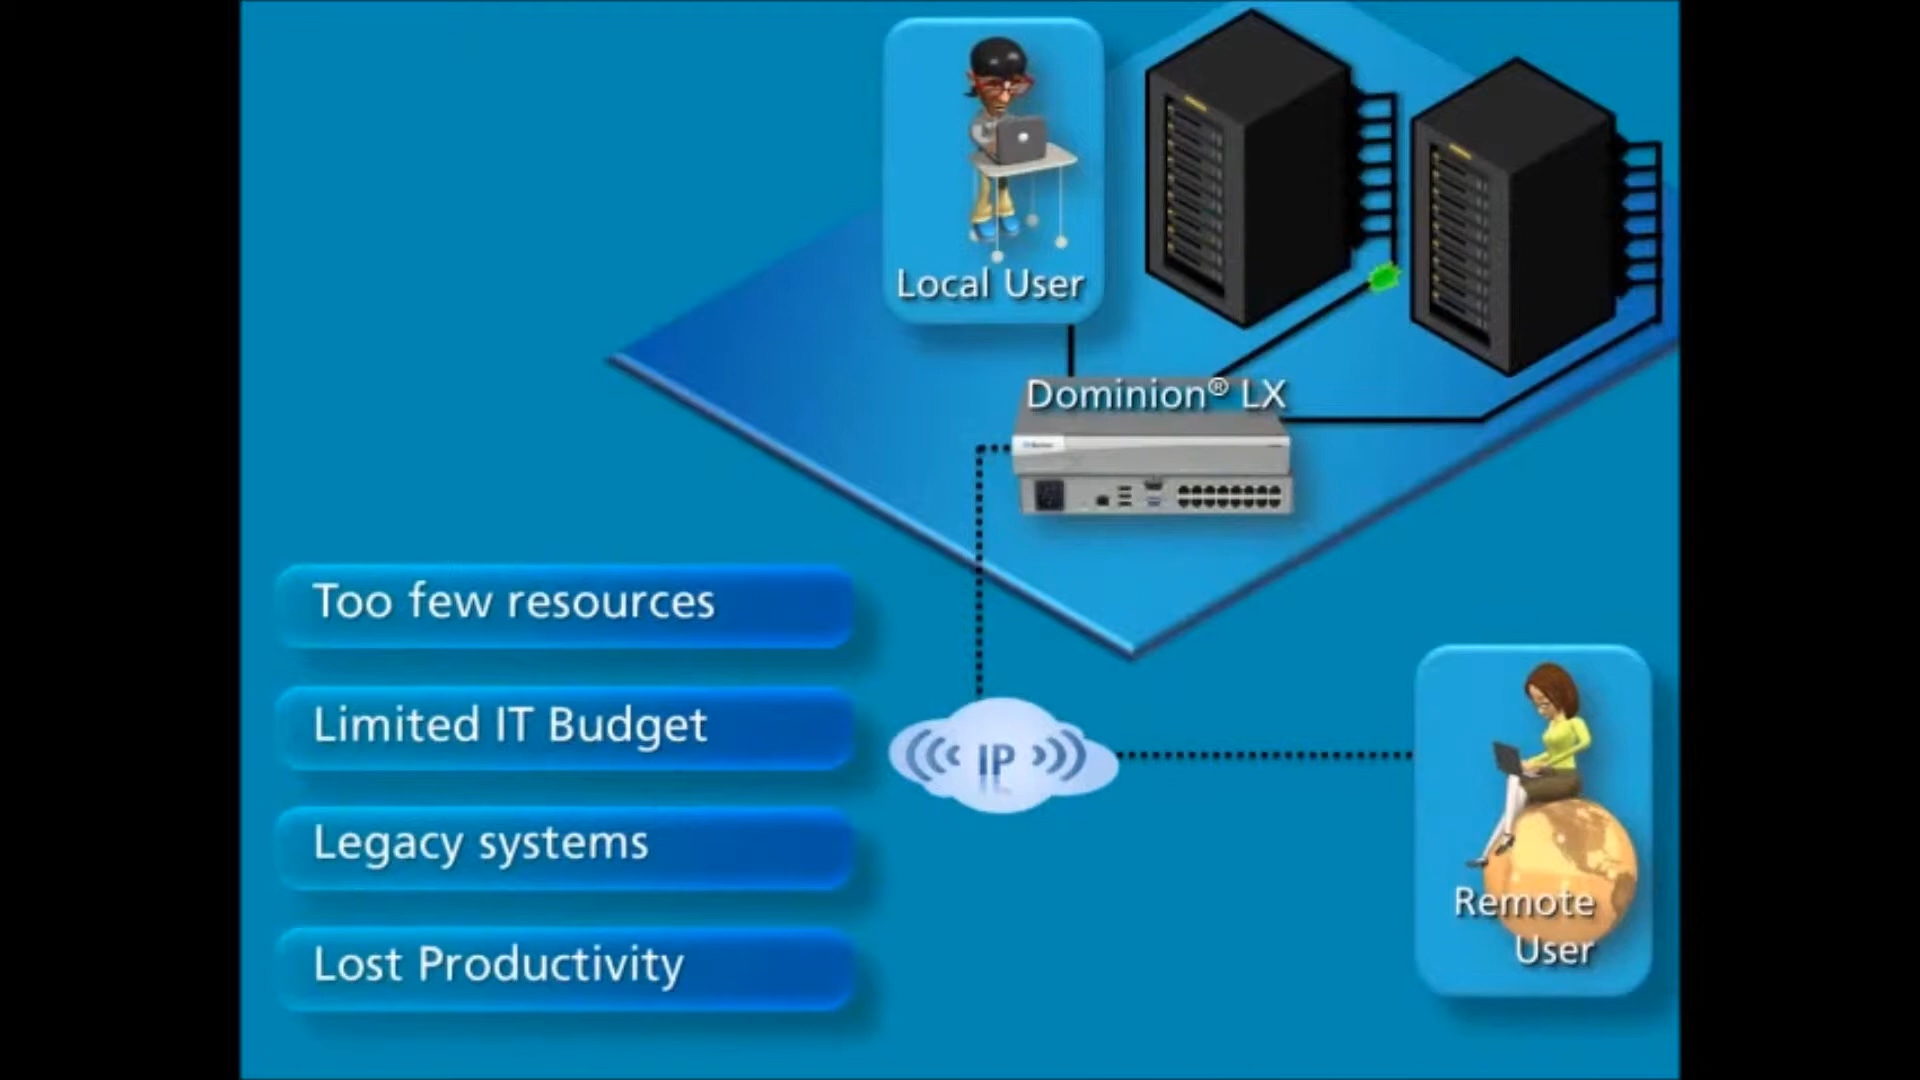 Local User
Dominion® LX
Too few resources
Limited IT Budget
IP
Legacy systems
Lost Productivity
Remote
User